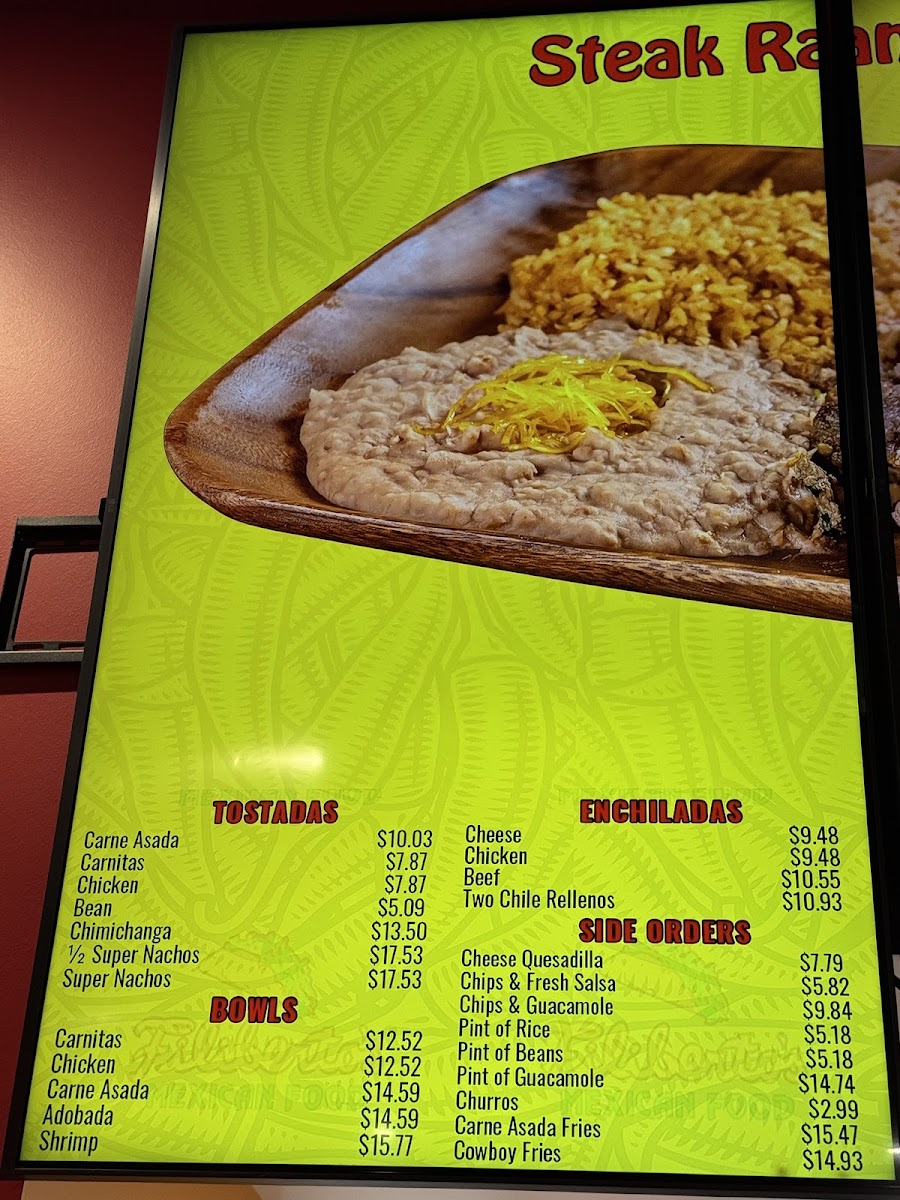 Steak Ra
TOSTADAS
Carne Asada $10.03
Carnitas $7.87
Chicken $7.87
Bean $5.09
Chimichanga $13.50
½ Super Nachos $17.53
Super Nachos $17.53
BOWLS
Carnitas $12.52
Chicken $12.52
Carne Asada $14.59
Adobada $14.59
Shrimp $15.77
ENCHILADAS
Cheese $9.48
Chicken $9.48
Beef $10.55
Two Chile Rellenos $10.93
SIDE ORDERS
Cheese Quesadilla $7.79
Chips & Fresh Salsa $5.82
Chips & Guacamole $9.84
Pint of Rice $5.18
Pint of Beans $5.18
Pint of Guacamole $14.74
Churros $2.99
Carne Asada Fries $15.47
Cowboy Fries $14.93
MEXICAN FOOD
MEXICAN FOOD